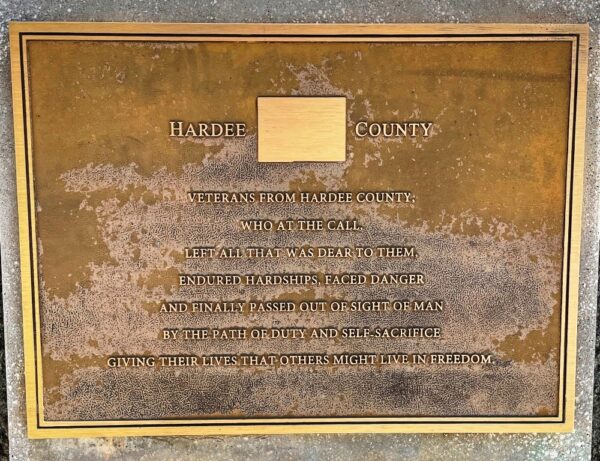 HARDEE COUNTY
VETERANS FROM HARDEE COUNTY,
WHO AT THE CALL,
LEFT ALL THAT WAS DEAR TO THEM,
ENDURED HARDSHIPS, FACED DANGER
AND FINALLY PASSED OUT OF SIGHT OF MAN
BY THE PATH OF DUTY AND SELF-SACRIFICE
GIVING THEIR LIVES THAT OTHERS MIGHT LIVE IN FREEDOM.